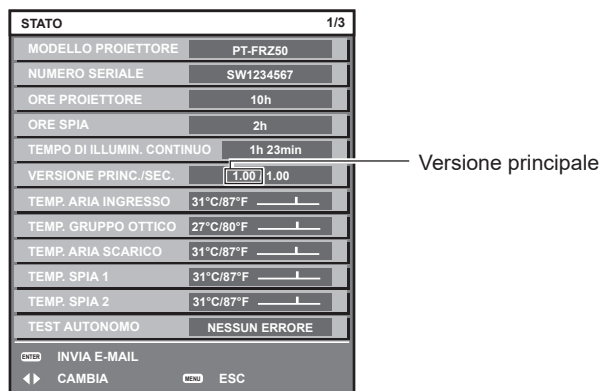 STATO 1/3
MODELLO PROIETTORE PT-FRZ50
NUMERO SERIALE SW1234567
ORE PROIETTORE 10h
ORE SPIA 2h
TEMPO DI ILLUMIN. CONTINUO 1h 23min
VERSIONE PRINC./SEC. 1.00 / 1.00
Versione principale
TEMP. ARIA INGRESSO 31°C/87°F
TEMP. GRUPPO OTTICO 27°C/80°F
TEMP. ARIA SCARICO 31°C/87°F
TEMP. SPIA 1 31°C/87°F
TEMP. SPIA 2 31°C/87°F
TEST AUTONOMO NESSUN ERRORE
ENTER INVIA E-MAIL
CAMBIA MENU ESC